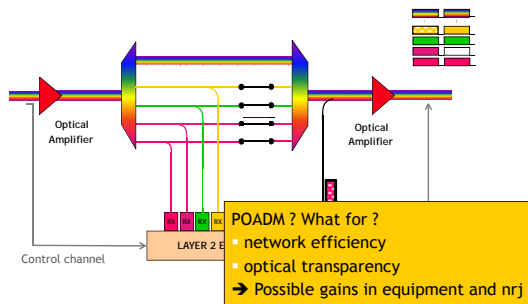 Optical
Amplifier
Optical
Amplifier
RX RX RX RX
LAYER 2 E
Control channel
POADM ? What for ?
▪ network efficiency
▪ optical transparency
➔ Possible gains in equipment and nrj